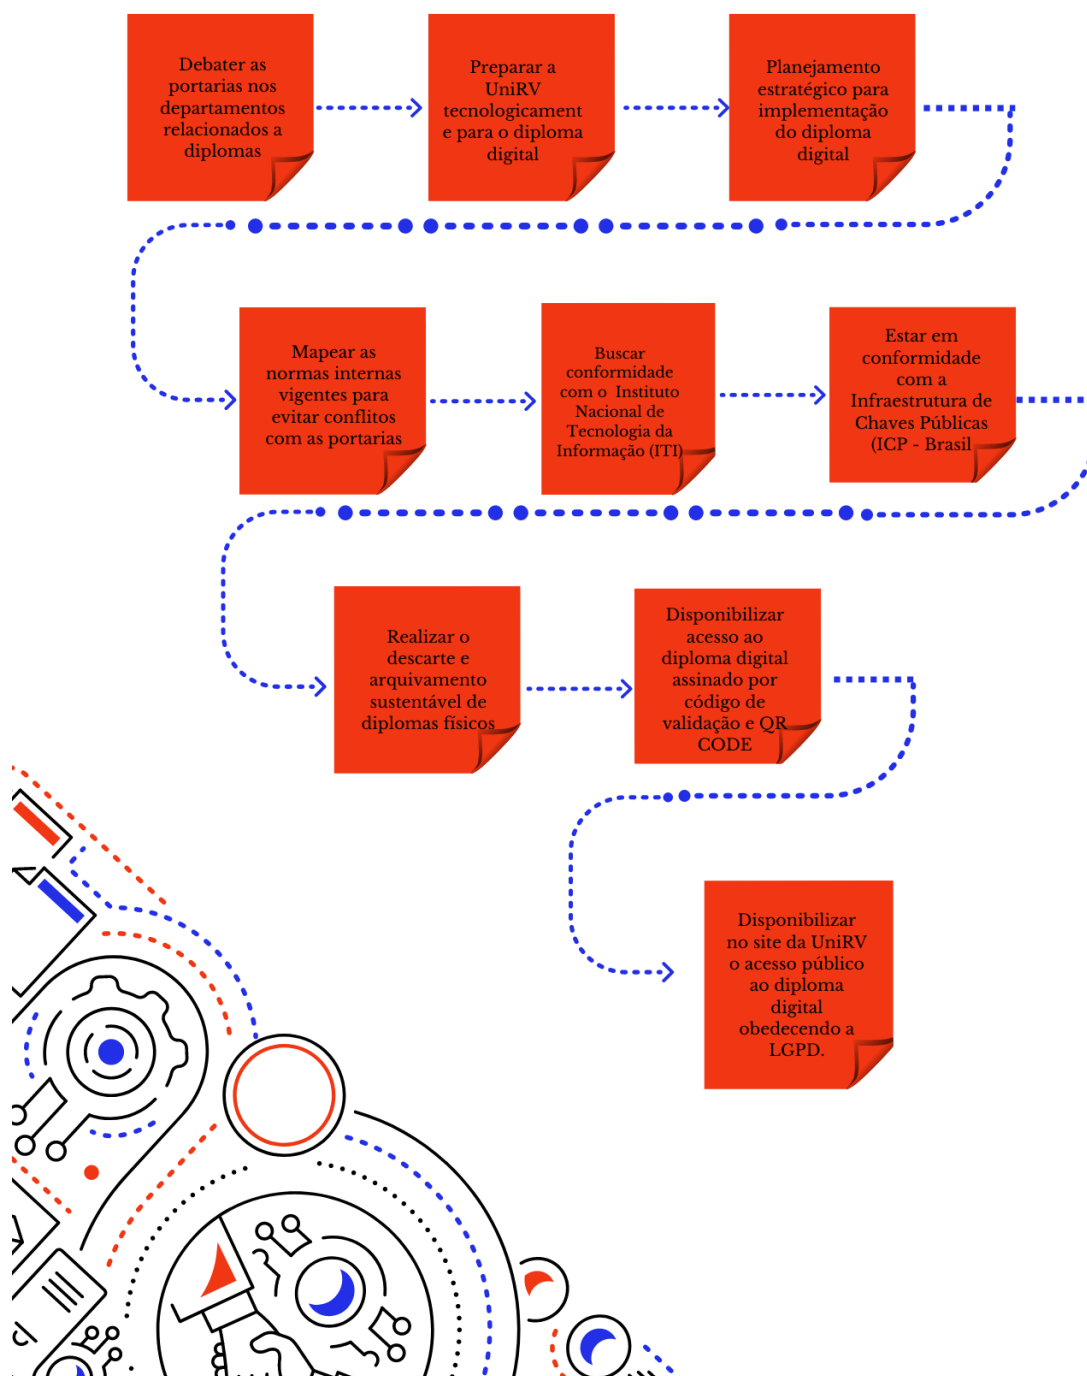 Debater as
portarias nos
departamentos
relacionados a
diplomas
Preparar a
UniRV
tecnologicament
e para o diploma
digital
Planejamento
estratégico para
implementação
do diploma
digital
Mapear as
normas internas
vigentes para
evitar conflitos
com as portarias
Buscar
conformidade
com o Instituto
Nacional de
Tecnologia da
Informação (ITI)
Estar em
conformidade
com a
Infraestrutura de
Chaves Públicas
(ICP - Brasil
Realizar o
descarte e
arquivamento
sustentável de
diplomas físicos
Disponibilizar
acesso ao
diploma digital
assinado por
código de
validação e QR
CODE
Disponibilizar
no site da UniRV
o acesso público
ao diploma
digital
obedecendo a
LGPD.